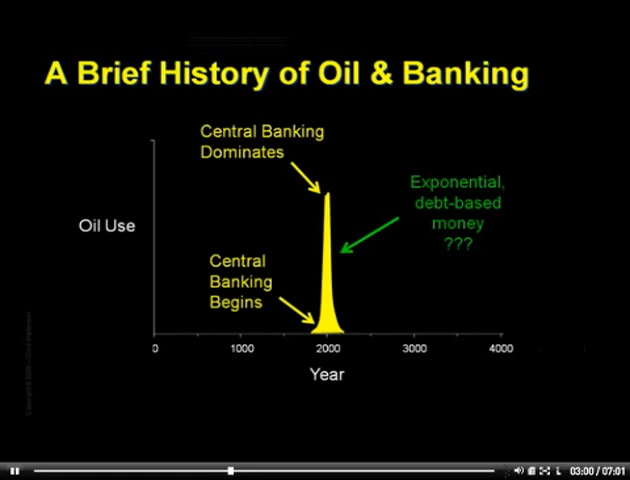 A Brief History of Oil & Banking
Central Banking
Dominates
Exponential,
debt-based
money
???
Oil Use
Central
Banking
Begins
0
1000
2000
3000
4000
Year
03:00 / 07:01